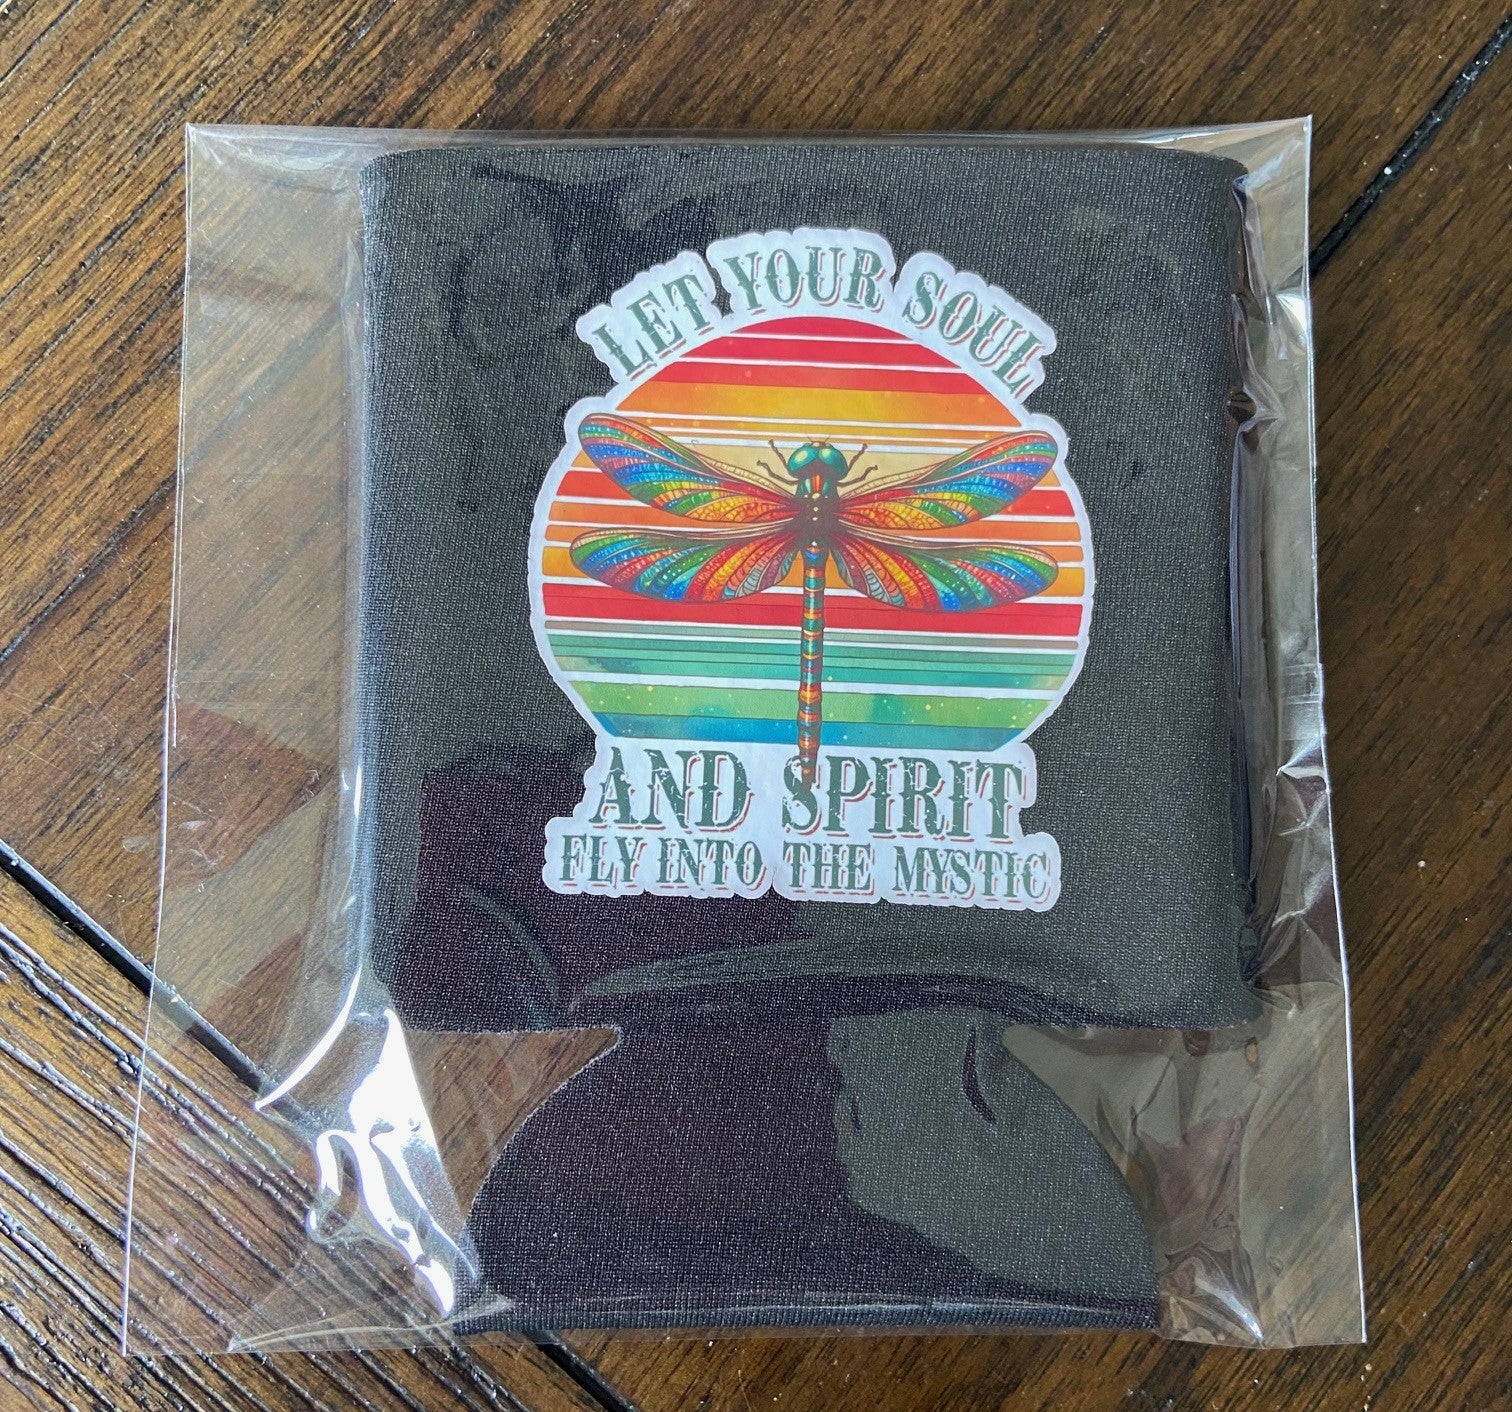 LET YOUR SOUL
AND SPIRIT
FLY INTO THE MYSTIC